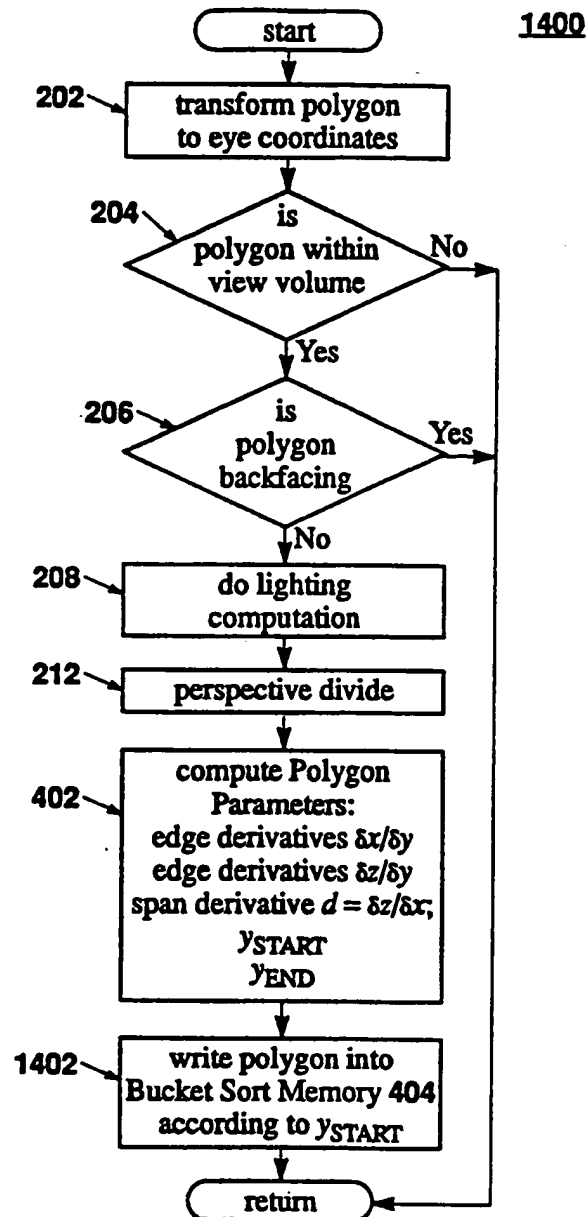 1400
start
202
transform polygon
to eye coordinates
204
is
polygon within
view volume
No
Yes
206
is
polygon
backfacing
Yes
No
208
do lighting
computation
212
perspective divide
402
compute Polygon
Parameters:
edge derivatives δx/δy
edge derivatives δz/δy
span derivative d = δz/δx;
ySTART
yEND
1402
write polygon into
Bucket Sort Memory 404
according to ySTART
return